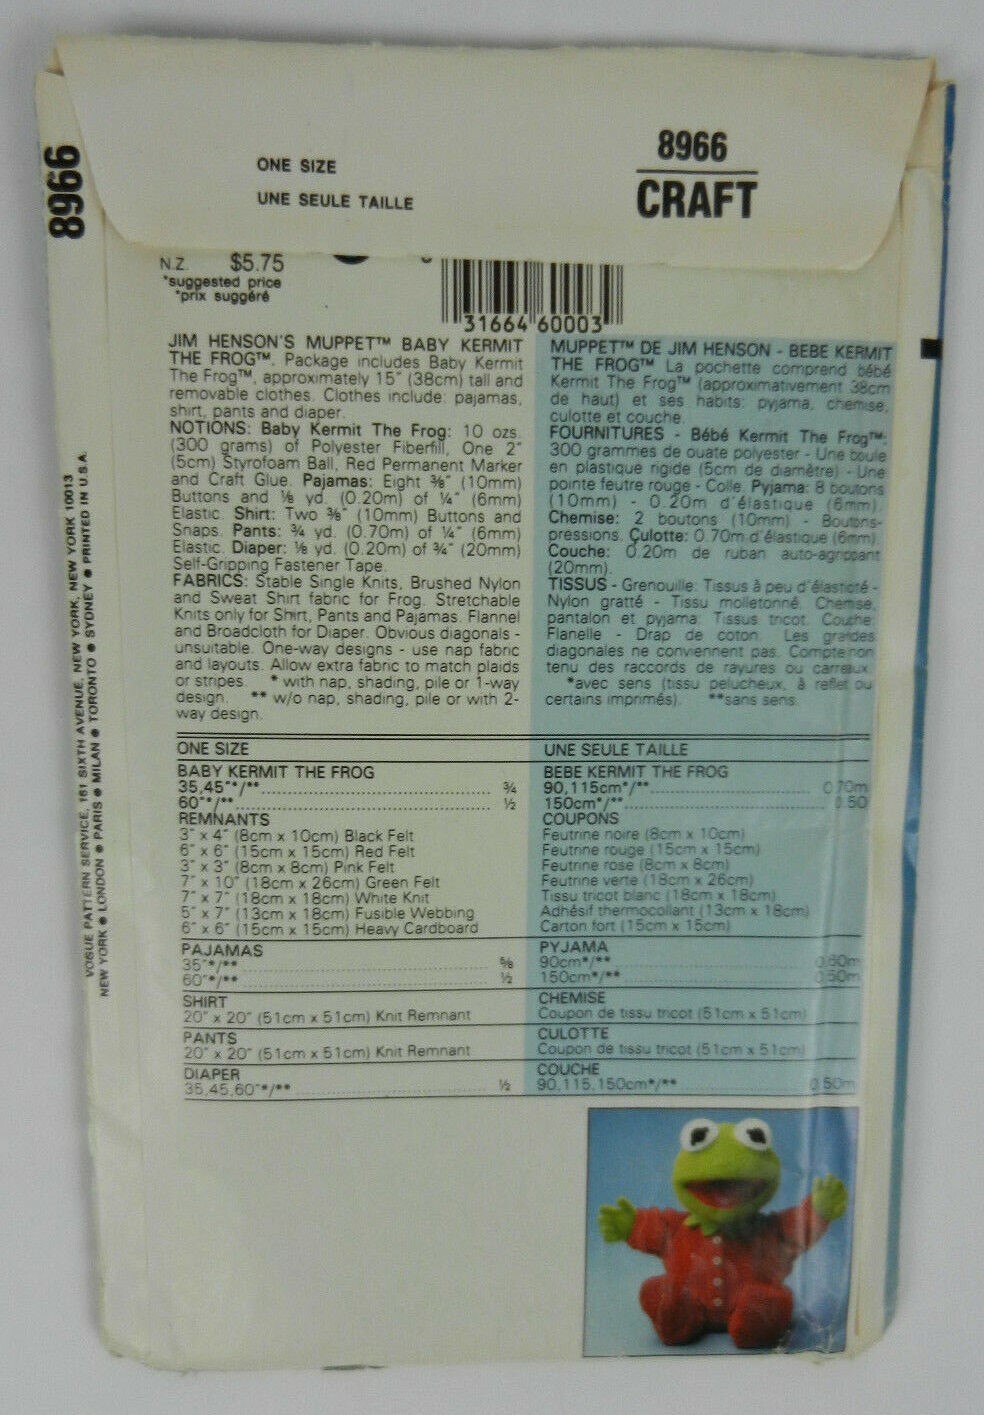 8966
ONE SIZE
UNE SEULE TAILLE
8966
CRAFT
N.Z. $5.75
*suggested price
*prix suggéré
31664 60003
JIM HENSON'S MUPPET™ BABY KERMIT
THE FROG™. Package includes Baby Kermit
The Frog™, approximately 15" (38cm) tall and
removable clothes. Clothes include: pajamas,
shirt, pants and diaper.
NOTIONS: Baby Kermit The Frog: 10 ozs.
(300 grams) of Polyester Fiberfill, One 2"
(5cm) Styrofoam Ball, Red Permanent Marker
and Craft Glue. Pajamas: Eight ⅜" (10mm)
Buttons and ⅛ yd. (0.20m) of ¼" (6mm)
Elastic. Shirt: Two ⅜" (10mm) Buttons and
Snaps. Pants: ¾ yd. (0.70m) of ¼" (6mm)
Elastic. Diaper: ⅛ yd. (0.20m) of ¾" (20mm)
Self-Gripping Fastener Tape.
FABRICS: Stable Single Knits, Brushed Nylon
and Sweat Shirt fabric for Frog. Stretchable
Knits only for Shirt, Pants and Pajamas. Flannel
and Broadcloth for Diaper. Obvious diagonals -
unsuitable. One-way designs - use nap fabric
and layouts. Allow extra fabric to match plaids
or stripes. * with nap, shading, pile or 1-way
design. ** w/o nap, shading, pile or with 2-
way design.
MUPPET™ DE JIM HENSON - BEBE KERMIT
THE FROG™ La pochette comprend bébé
Kermit The Frog™ (approximativement 38cm
de haut) et ses habits: pyjama, chemise,
culotte et couche.
FOURNITURES - Bébé Kermit The Frog™:
300 grammes de ouate polyester - Une boule
en plastique rigide (5cm de diamètre) - Une
pointe feutre rouge - Colle. Pyjama: 8 boutons
(10mm) - 0.20m d'élastique (6mm).
Chemise: 2 boutons (10mm) - Boutons-
pressions. Culotte: 0.70m d'élastique (6mm).
Couche: 0.20m de ruban auto-agrippant
(20mm).
TISSUS - Grenouille: Tissus à peu d'élasticité -
Nylon gratté - Tissu molletonné. Chemise,
pantalon et pyjama: Tissus tricot. Couche:
Flanelle - Drap de coton. Les grandes
diagonales ne conviennent pas. Compte non
tenu des raccords de rayures ou carreaux.
*avec sens (tissu pelucheux, à reflet ou
certains imprimés). **sans sens.
ONE SIZE
BABY KERMIT THE FROG
35,45"*/** ¾
60"*/** ½
REMNANTS
3" x 4" (8cm x 10cm) Black Felt
6" x 6" (15cm x 15cm) Red Felt
3" x 3" (8cm x 8cm) Pink Felt
7" x 10" (18cm x 26cm) Green Felt
7" x 7" (18cm x 18cm) White Knit
5" x 7" (13cm x 18cm) Fusible Webbing
6" x 6" (15cm x 15cm) Heavy Cardboard
PAJAMAS
35"*/** ⅝
60"*/** ½
SHIRT
20" x 20" (51cm x 51cm) Knit Remnant
PANTS
20" x 20" (51cm x 51cm) Knit Remnant
DIAPER
35,45,60"*/** ½
UNE SEULE TAILLE
BEBE KERMIT THE FROG
90,115cm*/** 0.70m
150cm*/** 0.50
COUPONS
Feutrine noire (8cm x 10cm)
Feutrine rouge (15cm x 15cm)
Feutrine rose (8cm x 8cm)
Feutrine verte (18cm x 26cm)
Tissu tricot blanc (18cm x 18cm)
Adhésif thermocollant (13cm x 18cm)
Carton fort (15cm x 15cm)
PYJAMA
90cm*/** 0.60m
150cm*/** 0.50m
CHEMISE
Coupon de tissu tricot (51cm x 51cm)
CULOTTE
Coupon de tissu tricot (51cm x 51cm)
COUCHE
90,115,150cm*/** 0.50m
VOGUE PATTERN SERVICE, 161 SIXTH AVENUE, NEW YORK, NEW YORK 10013
NEW YORK ● LONDON ● PARIS ● MILAN ● TORONTO ● SYDNEY ● PRINTED IN U.S.A.